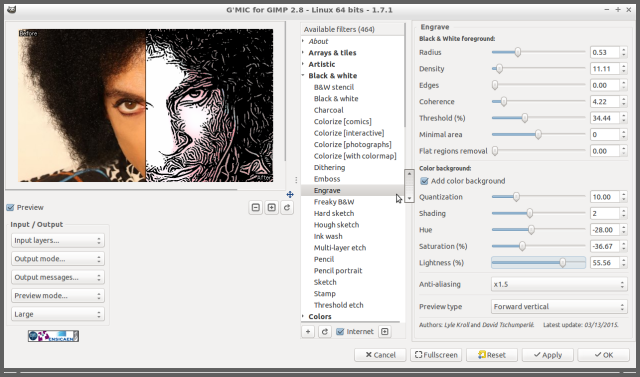 G'MIC for GIMP 2.8 - Linux 64 bits - 1.7.1
Before
After
Preview
Input / Output
Input layers...
Output mode...
Output messages...
Preview mode...
Large
ENSICAEN
Available filters (464)
About
Arrays & tiles
Artistic
Black & white
B&W stencil
Black & white
Charcoal
Colorize [comics]
Colorize [interactive]
Colorize [photographs]
Colorize [with colormap]
Dithering
Emboss
Engrave
Freaky B&W
Hard sketch
Hough sketch
Ink wash
Multi-layer etch
Pencil
Pencil portrait
Sketch
Stamp
Threshold etch
Colors
Internet
Engrave
Black & White foreground:
Radius 0.53
Density 11.11
Edges 0.00
Coherence 4.22
Threshold (%) 34.44
Minimal area 0
Flat regions removal 0.00
Color background:
Add color background
Quantization 10.00
Shading 2
Hue -28.00
Saturation (%) -36.67
Lightness (%) 55.56
Anti-aliasing x1.5
Preview type Forward vertical
Authors: Lyle Kroll and David Tschumperlé. Latest update: 03/13/2015.
Cancel
Fullscreen
Reset
Apply
OK